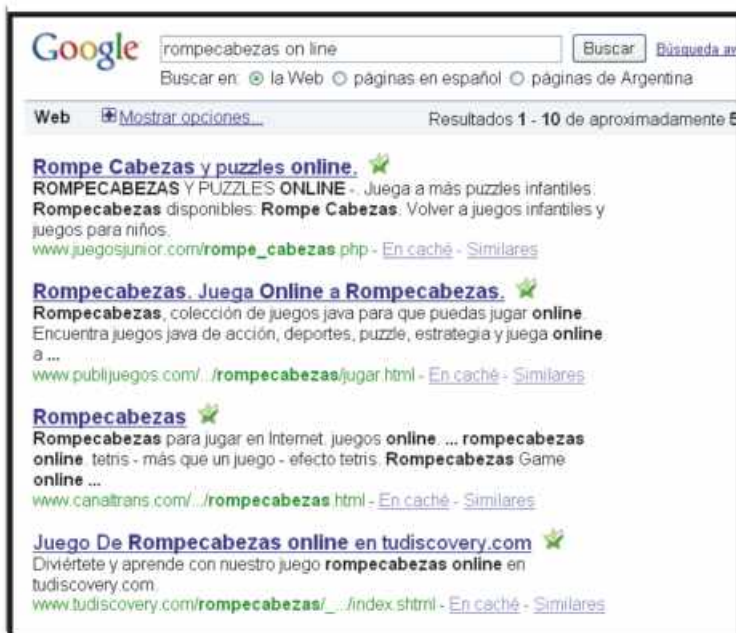 Google rompecabezas on line Buscar Búsqueda av
Buscar en: la Web páginas en español páginas de Argentina
Web Mostrar opciones... Resultados 1 - 10 de aproximadamente 5
Rompe Cabezas y puzzles online.
ROMPECABEZAS Y PUZZLES ONLINE -. Juega a más puzzles infantiles.
Rompecabezas disponibles: Rompe Cabezas. Volver a juegos infantiles y
juegos para niños.
www.juegosjunior.com/rompe_cabezas.php - En caché - Similares
Rompecabezas. Juega Online a Rompecabezas.
Rompecabezas, colección de juegos java para que puedas jugar online.
Encuentra juegos java de acción, deportes, puzzle, estrategia y juega online
a ...
www.publijuegos.com/.../rompecabezas/jugar.html - En caché - Similares
Rompecabezas
Rompecabezas para jugar en Internet. juegos online. ... rompecabezas
online. tetris - más que un juego - efecto tetris. Rompecabezas Game
online ...
www.canaltrans.com/.../rompecabezas.html - En caché - Similares
Juego De Rompecabezas online en tudiscovery.com
Diviértete y aprende con nuestro juego rompecabezas online en
tudiscovery.com.
www.tudiscovery.com/rompecabezas/_.../index.shtml - En caché - Similares